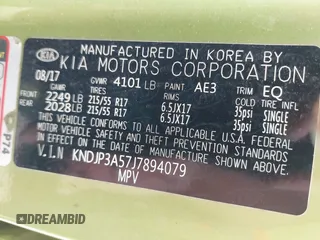 KIA MANUFACTURED IN KOREA BY
KIA MOTORS CORPORATION
08/17 GVWR 4101 LB PAINT AE3 TRIM EQ
TIRES RIMS COLD
FRONT 2249 LB 215/55 R17 6.5JX17 35psi SINGLE
REAR 2028 LB 215/55 R17 6.5JX17 35psi SINGLE
THIS VEHICLE CONFORMS TO ALL APPLICABLE U.S.A FEDERAL
MOTOR VEHICLE SAFETY AND THEFT PREVENTION STANDARDS
IN EFFECT ON THE DATE OF MANUFACTURE SHOWN ABOVE.
V.I.N KNDJP3A57J7894079
MPV
P74
© DREAMBID